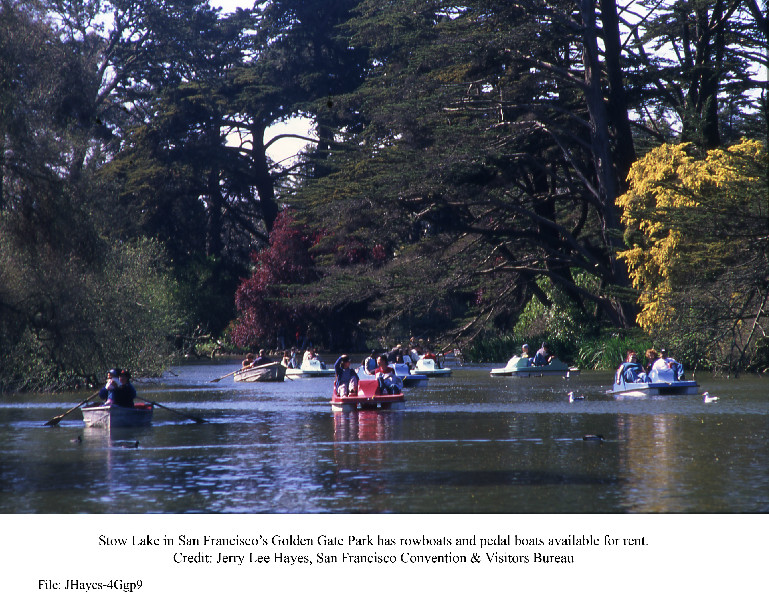 Stow Lake in San Francisco's Golden Gate Park has rowboats and pedal boats available for rent.
Credit: Jerry Lee Hayes, San Francisco Convention & Visitors Bureau
File: JHayes-4Ggp9